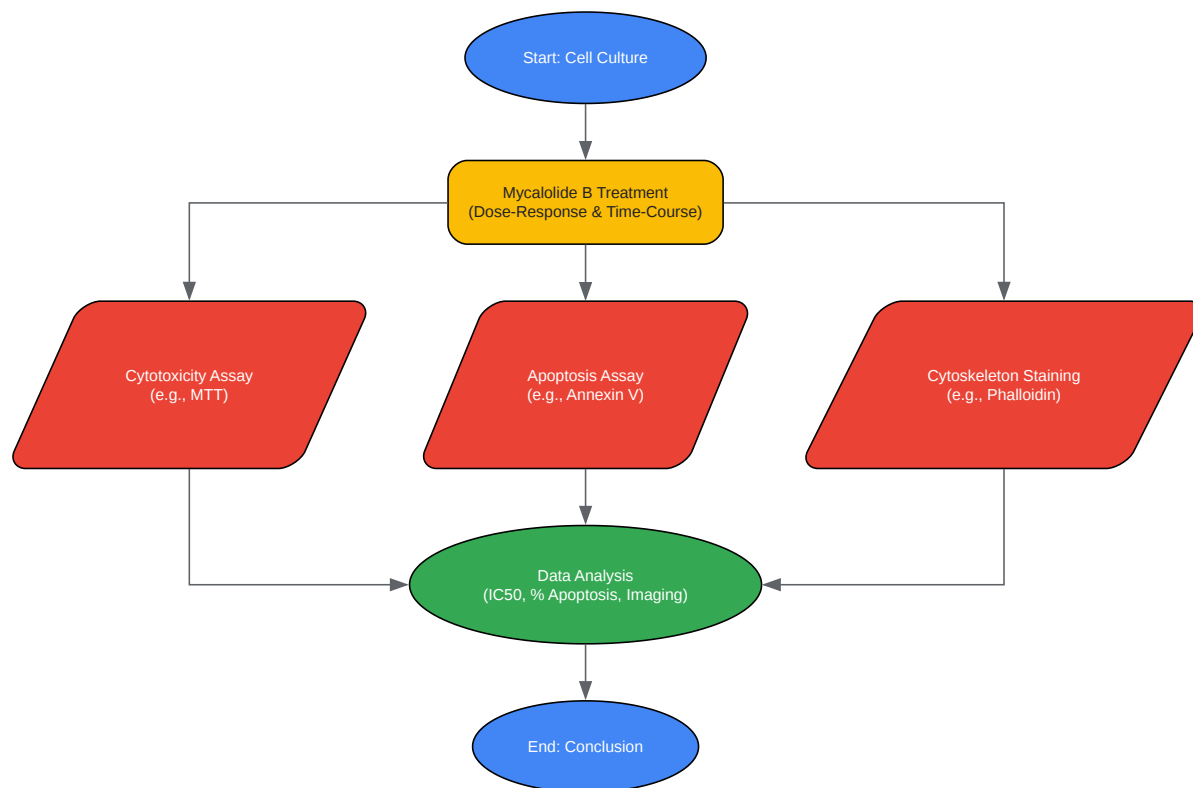 Start: Cell Culture
Mycalolide B Treatment
(Dose-Response & Time-Course)
Cytotoxicity Assay
(e.g., MTT)
Apoptosis Assay
(e.g., Annexin V)
Cytoskeleton Staining
(e.g., Phalloidin)
Data Analysis
(IC50, % Apoptosis, Imaging)
End: Conclusion